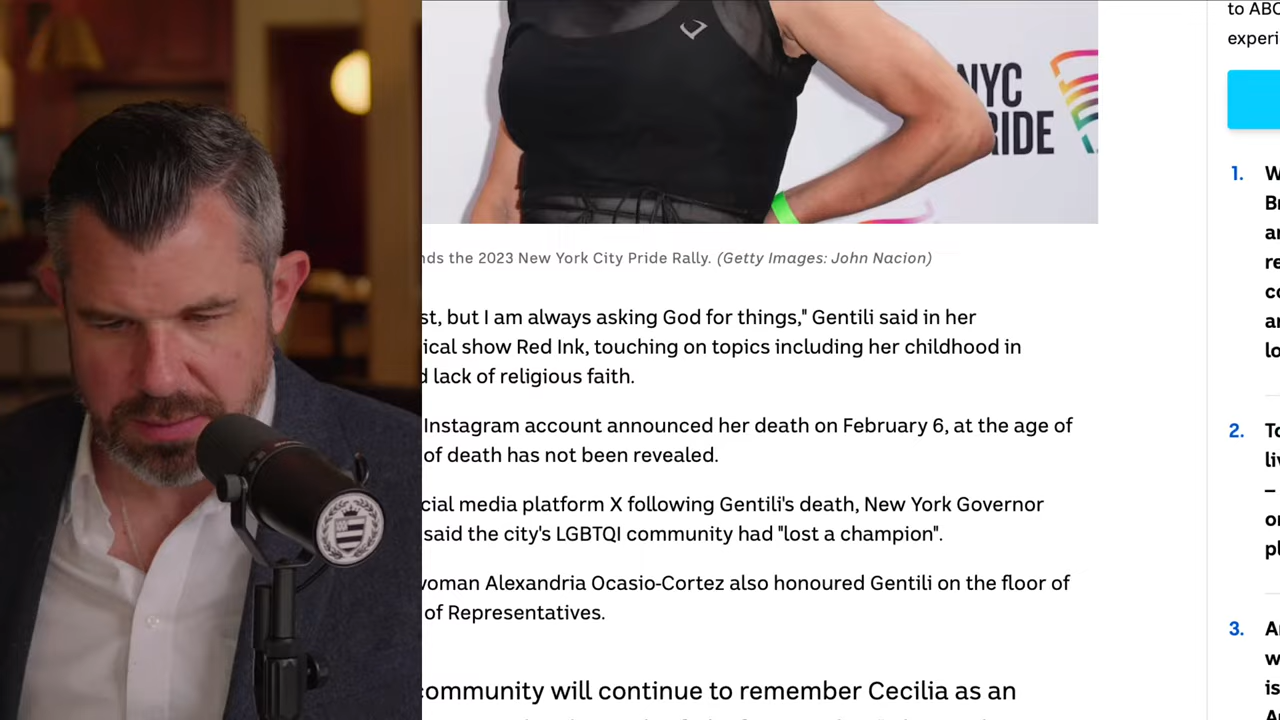 to ABC
experi
NYC
RIDE
1.
2.
3.
nds the 2023 New York City Pride Rally. (Getty Images: John Nacion)
st, but I am always asking God for things," Gentili said in her
ical show Red Ink, touching on topics including her childhood in
d lack of religious faith.
Instagram account announced her death on February 6, at the age of
of death has not been revealed.
cial media platform X following Gentili's death, New York Governor
said the city's LGBTQI community had "lost a champion".
woman Alexandria Ocasio-Cortez also honoured Gentili on the floor of
of Representatives.
community will continue to remember Cecilia as an